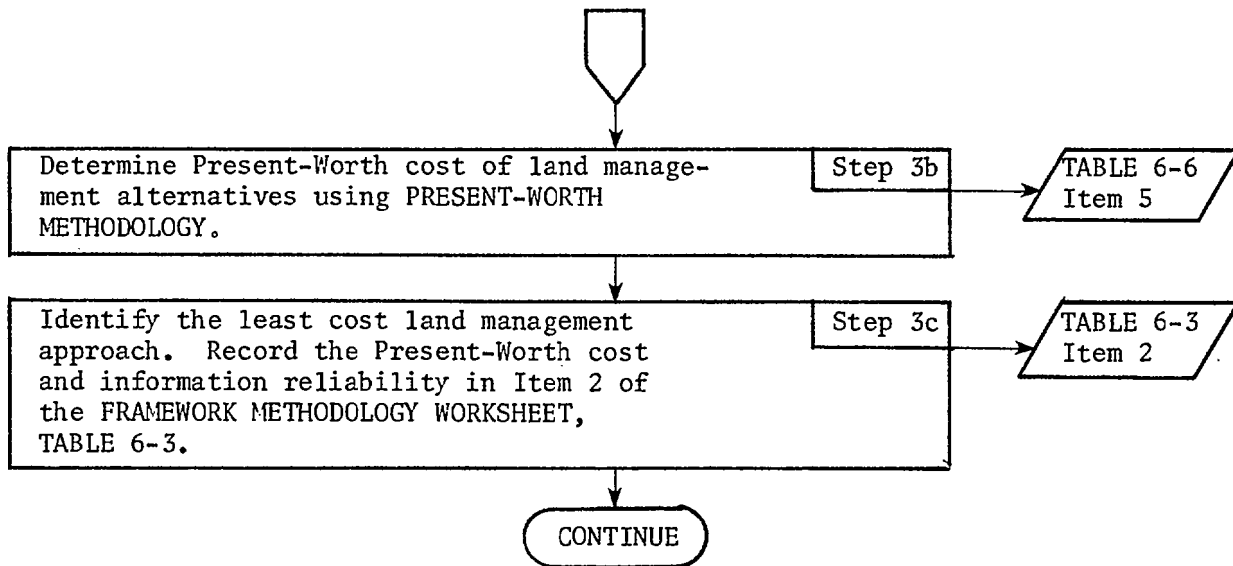 Determine Present-Worth cost of land manage-
ment alternatives using PRESENT-WORTH
METHODOLOGY.
Step 3b
TABLE 6-6
Item 5
Identify the least cost land management
approach. Record the Present-Worth cost
and information reliability in Item 2 of
the FRAMEWORK METHODOLOGY WORKSHEET,
TABLE 6-3.
Step 3c
TABLE 6-3
Item 2
CONTINUE